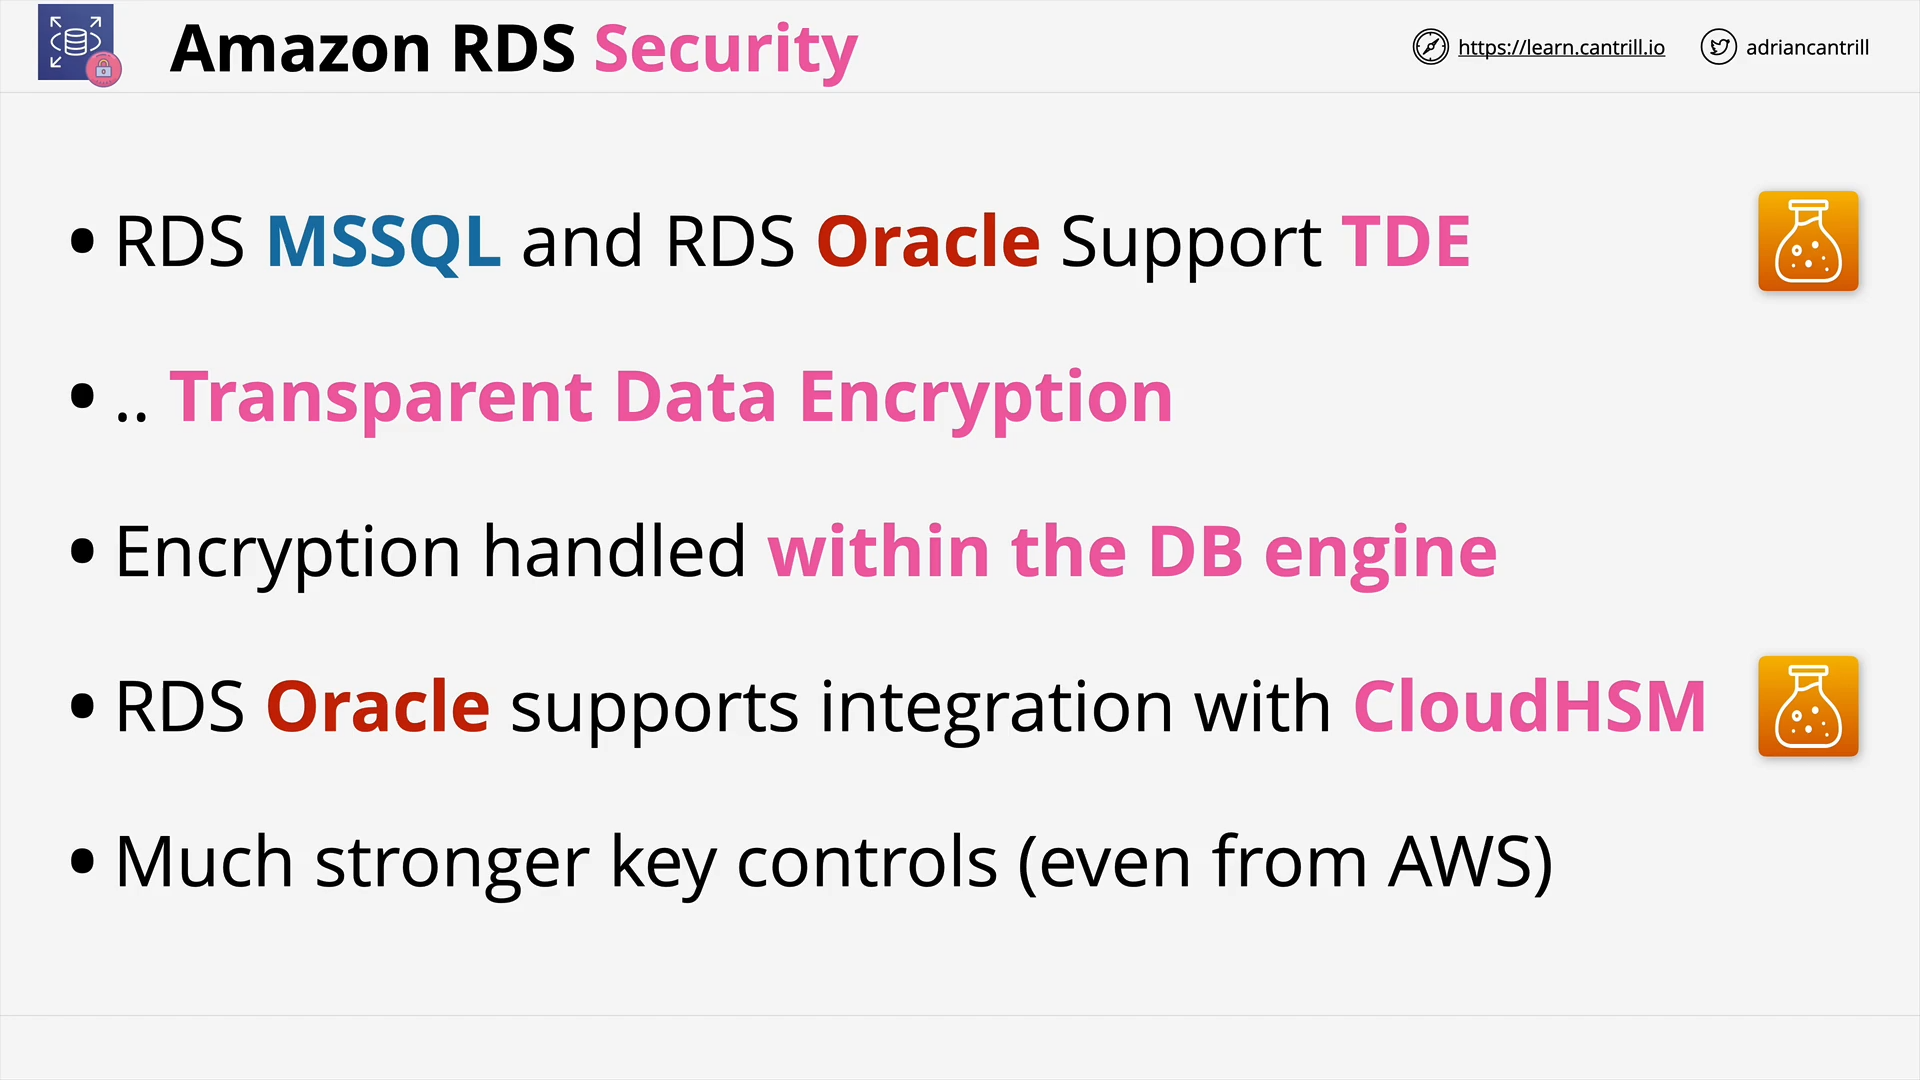 Amazon RDS Security
https://learn.cantrill.io
adriancantrill
• RDS MSSQL and RDS Oracle Support TDE
• .. Transparent Data Encryption
• Encryption handled within the DB engine
• RDS Oracle supports integration with CloudHSM
• Much stronger key controls (even from AWS)